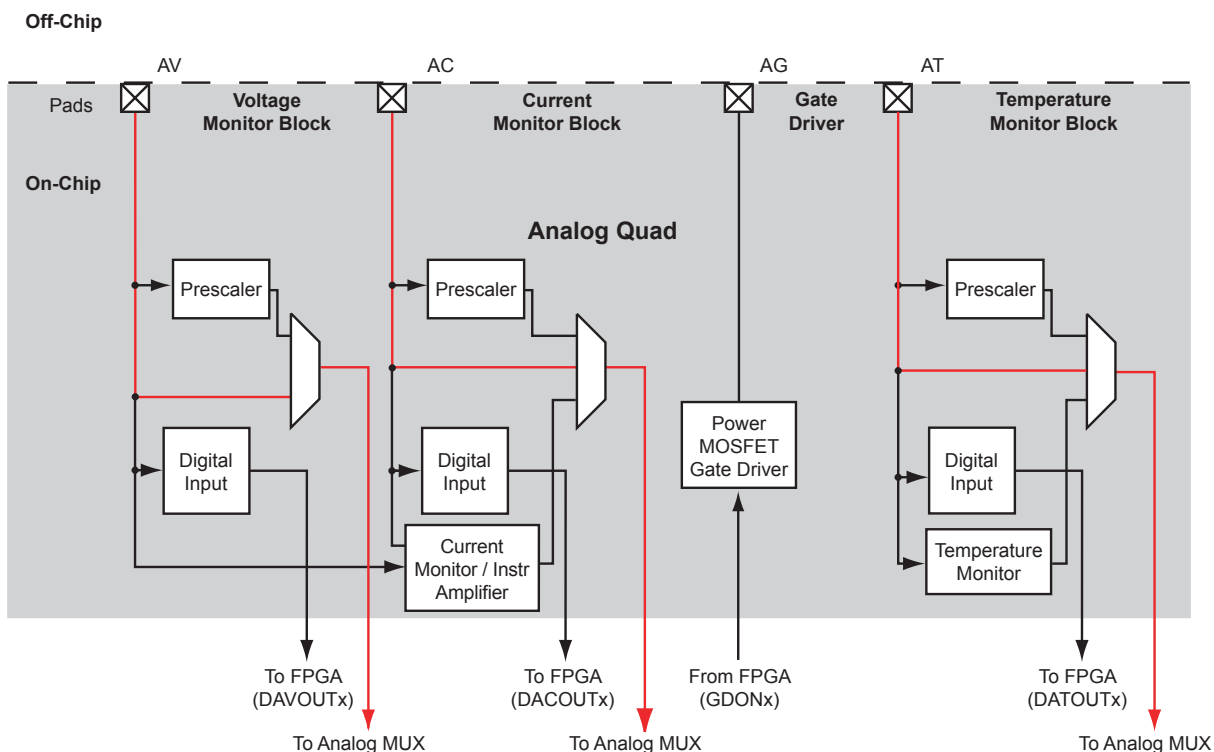 Off-Chip
AV
AC
AG
AT
Pads
Voltage
Monitor Block
Current
Monitor Block
Gate
Driver
Temperature
Monitor Block
On-Chip
Analog Quad
Prescaler
Prescaler
Prescaler
Digital
Input
Digital
Input
Power
MOSFET
Gate Driver
Digital
Input
Current
Monitor / Instr
Amplifier
Temperature
Monitor
To FPGA
(DAVOUTx)
To FPGA
(DACOUTx)
From FPGA
(GDONx)
To FPGA
(DATOUTx)
To Analog MUX
To Analog MUX
To Analog MUX